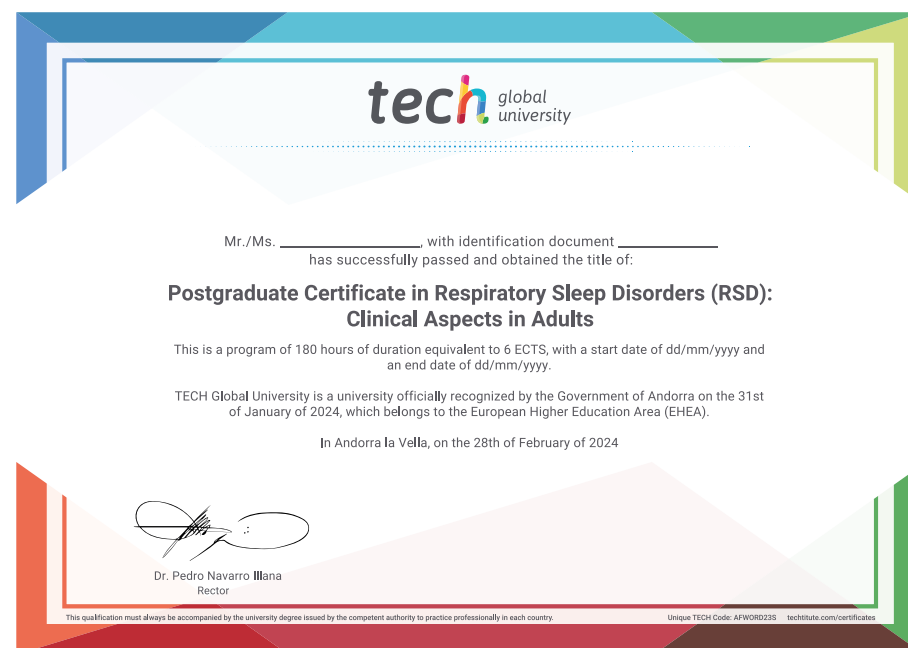 tech global
university
Mr./Ms. ____________________, with identification document ______________
has successfully passed and obtained the title of:
Postgraduate Certificate in Respiratory Sleep Disorders (RSD):
Clinical Aspects in Adults
This is a program of 180 hours of duration equivalent to 6 ECTS, with a start date of dd/mm/yyyy and
an end date of dd/mm/yyyy.
TECH Global University is a university officially recognized by the Government of Andorra on the 31st
of January of 2024, which belongs to the European Higher Education Area (EHEA).
In Andorra la Vella, on the 28th of February of 2024
Dr. Pedro Navarro Illana
Rector
This qualification must always be accompanied by the university degree issued by the competent authority to practice professionally in each country.
Unique TECH Code: AFWORD23S techtitute.com/certificates